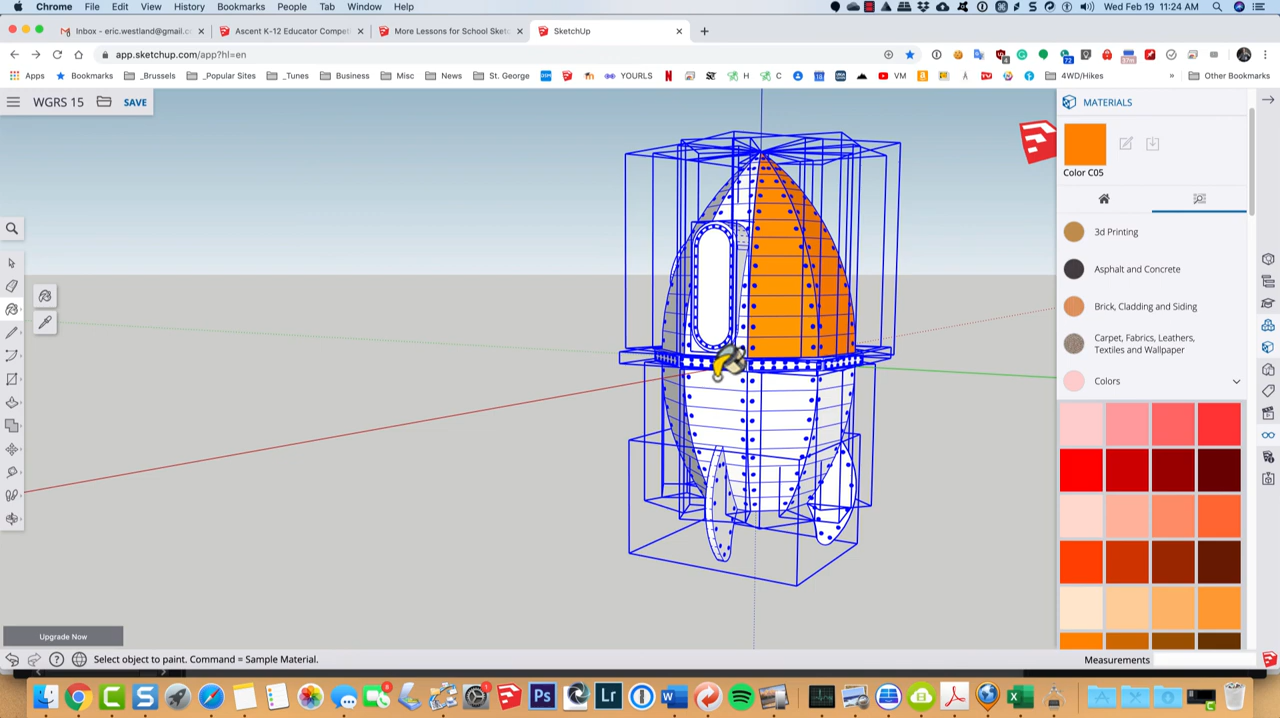 Chrome File Edit View History Bookmarks People Tab Window Help Wed Feb 19 11:24 AM
Inbox - eric.westland@gmail.c Ascent K-12 Educator Compet More Lessons for School Sketc SketchUp
app.sketchup.com/app?hl=en
Apps Bookmarks _Brussels _Popular Sites _Tunes Business Misc News St. George YOURLS H C VM 4WD/Hikes » Other Bookmarks
WGRS 15 SAVE
MATERIALS
Color C05
3d Printing
Asphalt and Concrete
Brick, Cladding and Siding
Carpet, Fabrics, Leathers,
Textiles and Wallpaper
Colors
Upgrade Now
Select object to paint. Command = Sample Material.
Measurements
Ps Lr W X